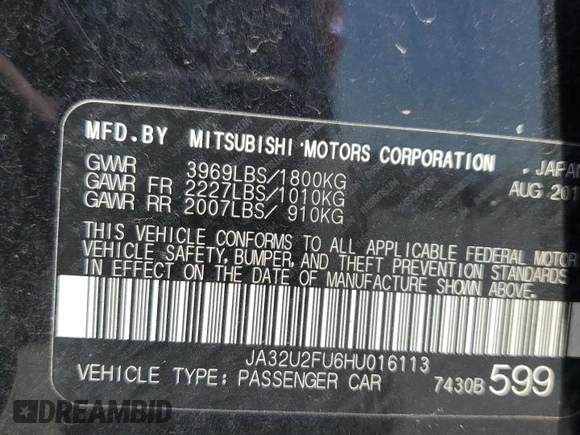 MFD.BY MITSUBISHI MOTORS CORPORATION . JAPAN
GVWR 3969LBS/1800KG AUG 201
GAWR FR 2227LBS/1010KG
GAWR RR 2007LBS/ 910KG
THIS VEHICLE CONFORMS TO ALL APPLICABLE FEDERAL MOTOR
VEHICLE SAFETY, BUMPER, AND THEFT PREVENTION STANDARDS
IN EFFECT ON THE DATE OF MANUFACTURE SHOWN ABOVE.
JA32U2FU6HU016113
VEHICLE TYPE: PASSENGER CAR 7430B 599
DREAMBID